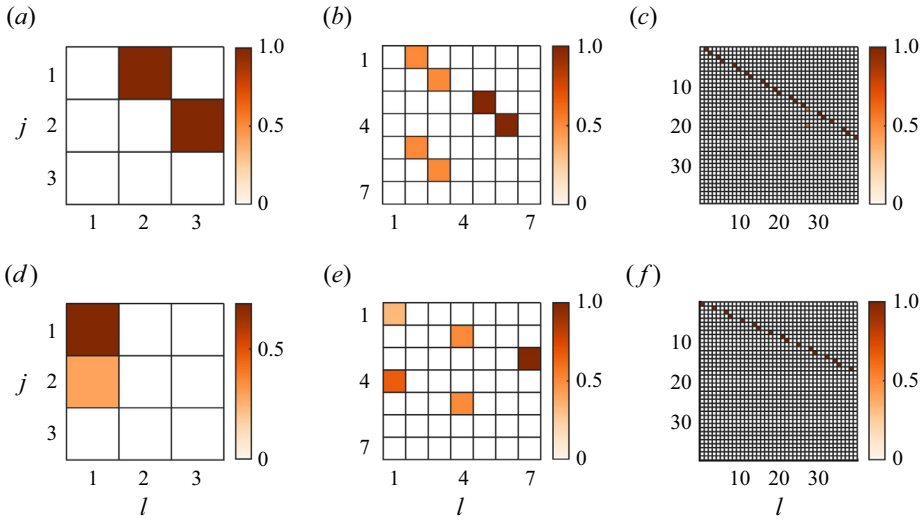 (a) (b) (c)
1 1.0 1 1.0 1.0
10
j 2 0.5 4 0.5 20 0.5
30
3 0 7 0 0
1 2 3 1 4 7 10 20 30
(d) (e) (f)
1 1 1.0 1.0
0.5 10
j 2 4 0.5 20 0.5
30
3 0 7 0 0
1 2 3 1 4 7 10 20 30
l l l